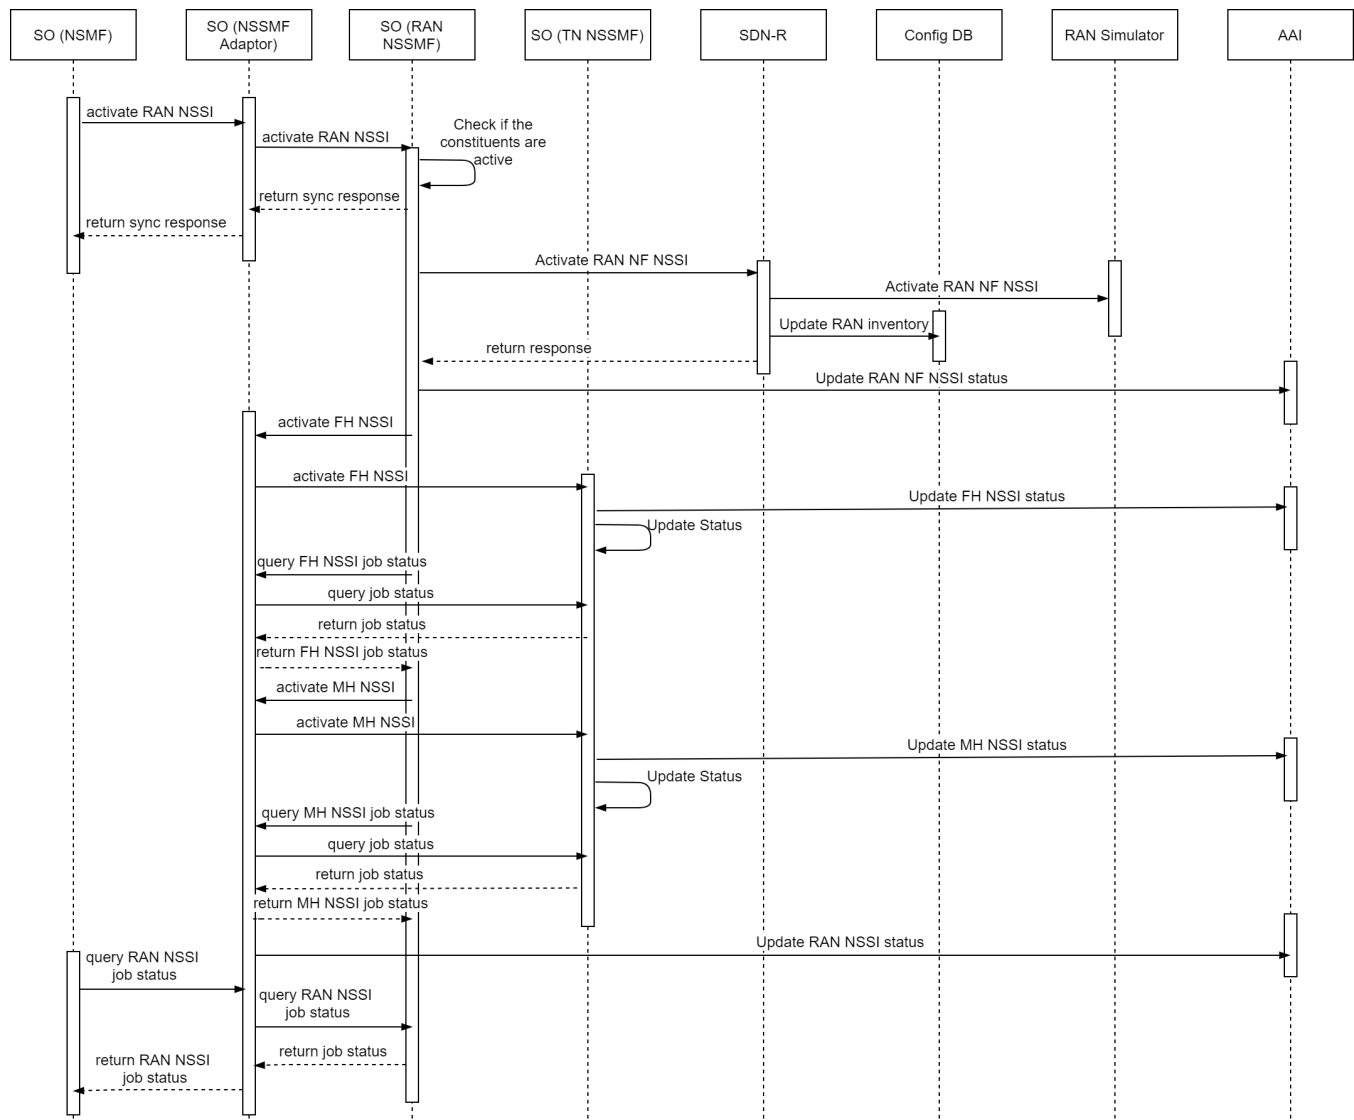 SO (NSMF)
SO (NSSMF
Adaptor)
SO (RAN
NSSMF)
SO (TN NSSMF)
SDN-R
Config DB
RAN Simulator
AAI
activate RAN NSSI
activate RAN NSSI
Check if the
constituents are
active
return sync response
return sync response
Activate RAN NF NSSI
Activate RAN NF NSSI
Update RAN inventory
return response
Update RAN NF NSSI status
activate FH NSSI
activate FH NSSI
Update FH NSSI status
Update Status
query FH NSSI job status
query job status
return job status
return FH NSSI job status
activate MH NSSI
activate MH NSSI
Update MH NSSI status
Update Status
query MH NSSI job status
query job status
return job status
return MH NSSI job status
Update RAN NSSI status
query RAN NSSI
job status
query RAN NSSI
job status
return job status
return RAN NSSI
job status